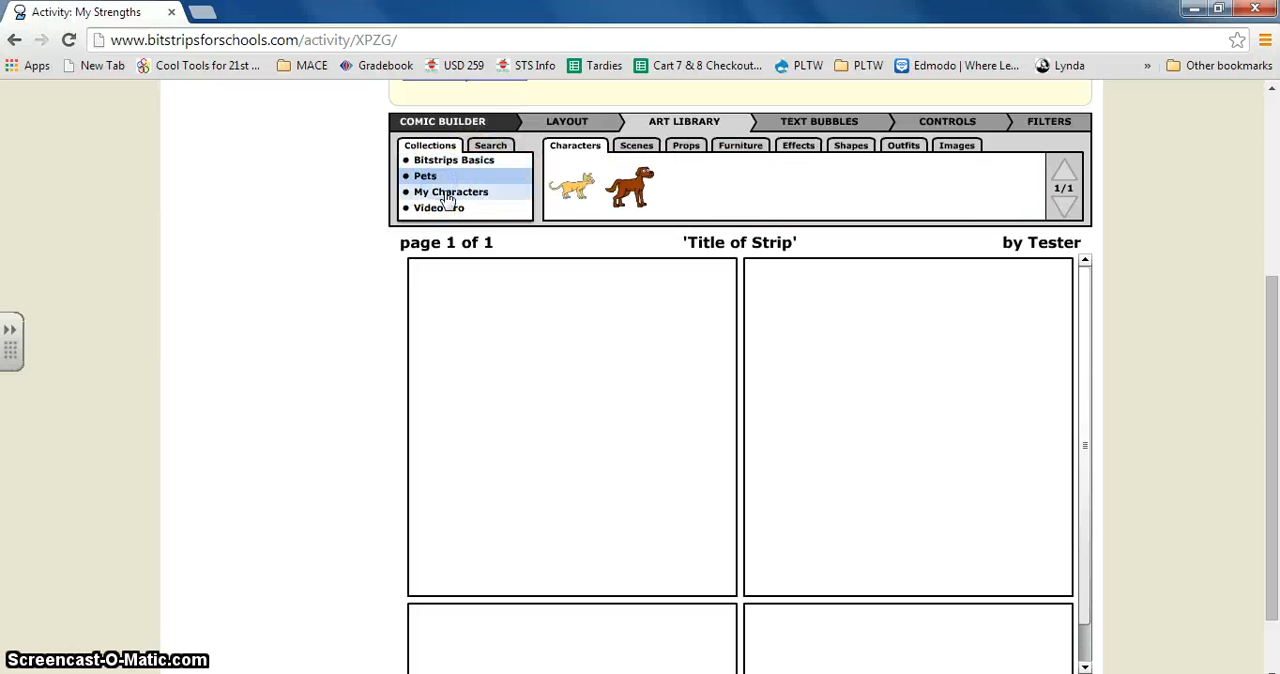 Activity: My Strengths
www.bitstripsforschools.com/activity/XPZG/
Apps New Tab Cool Tools for 21st ... MACE Gradebook USD 259 STS Info Tardies Cart 7 & 8 Checkout... PLTW PLTW Edmodo | Where Le... Lynda » Other bookmarks
COMIC BUILDER LAYOUT ART LIBRARY TEXT BUBBLES CONTROLS FILTERS
Collections Search Characters Scenes Props Furniture Effects Shapes Outfits Images
Bitstrips Basics
Pets
My Characters
1/1
page 1 of 1 'Title of Strip' by Tester
Screencast-O-Matic.com